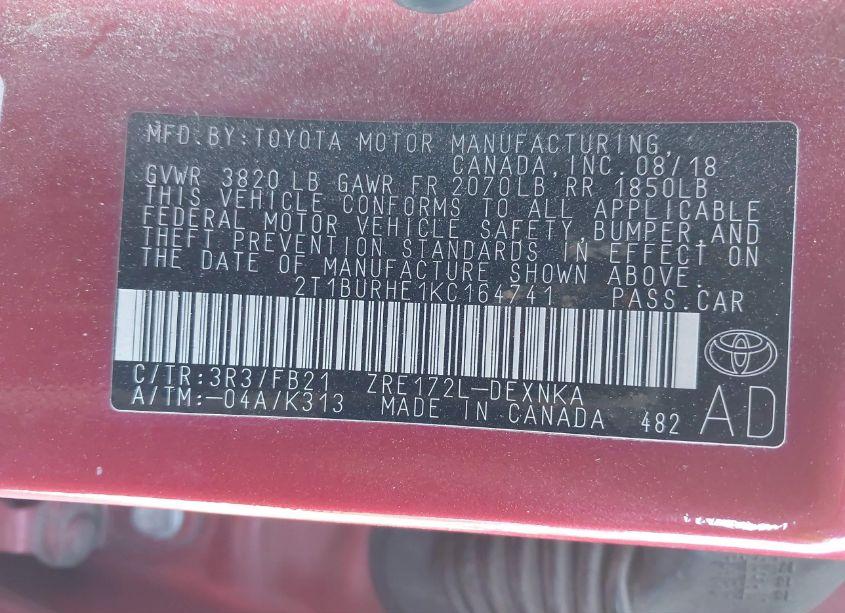 MFD.BY:TOYOTA MOTOR MANUFACTURING,
CANADA,INC.08/18
GVWR 3820 LB GAWR FR 2070LB RR 1850LB
THIS VEHICLE CONFORMS TO ALL APPLICABLE
FEDERAL MOTOR VEHICLE SAFETY,BUMPER,AND
THEFT PREVENTION STANDARDS IN EFFECT ON
THE DATE OF MANUFACTURE SHOWN ABOVE.
2T1BURHE1KC164741 PASS.CAR
C/TR:3R3/FB21 ZRE172L-DEXNKA
A/TM:-04A/K313 MADE IN CANADA 482 AD